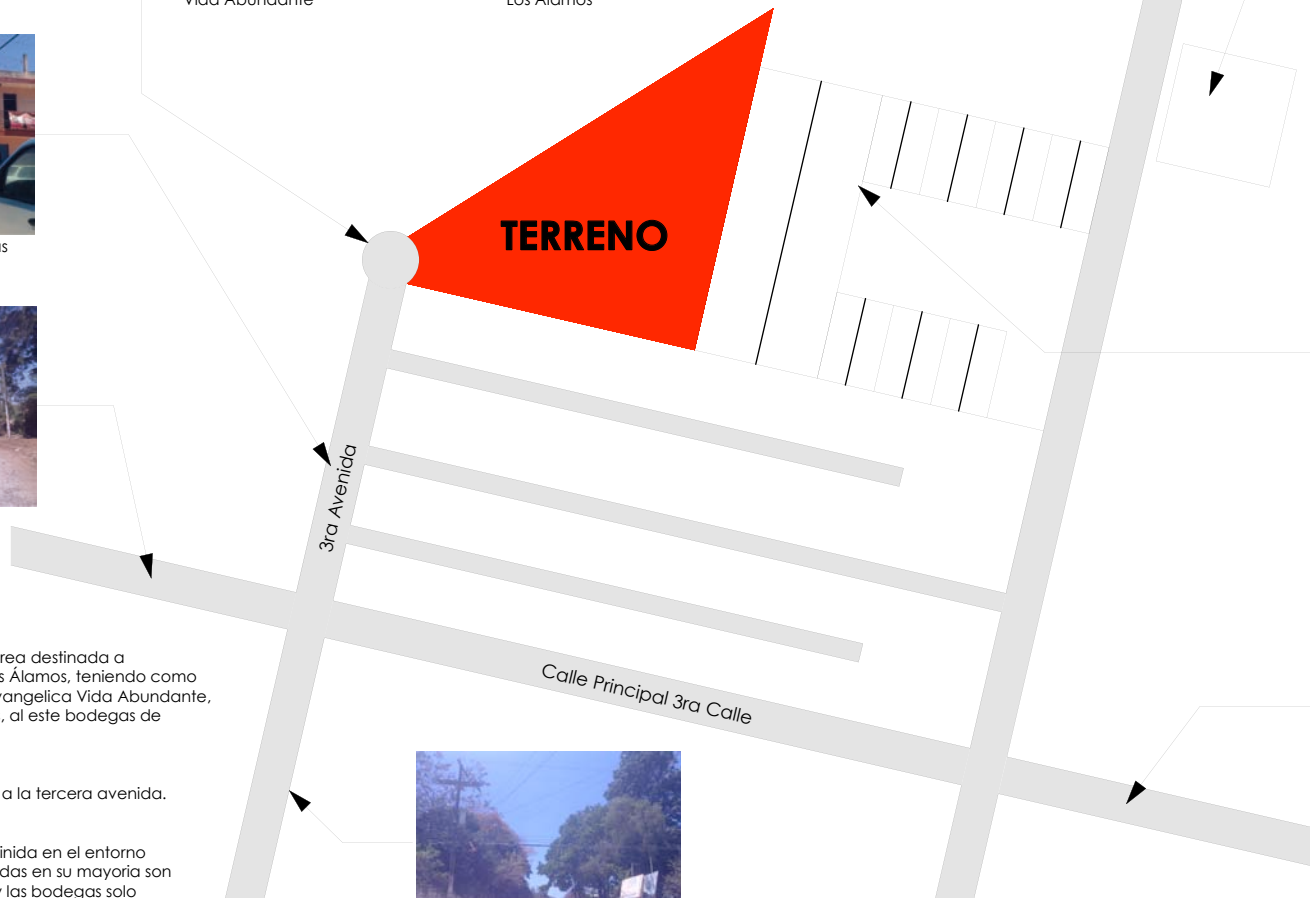 Vida Abundante
Los Álamos
TERRENO
3ra Avenida
Calle Principal 3ra Calle
rea destinada a
s Álamos, teniendo como
vangelica Vida Abundante,
, al este bodegas de
a la tercera avenida.
inida en el entorno
das en su mayoria son
y las bodegas solo